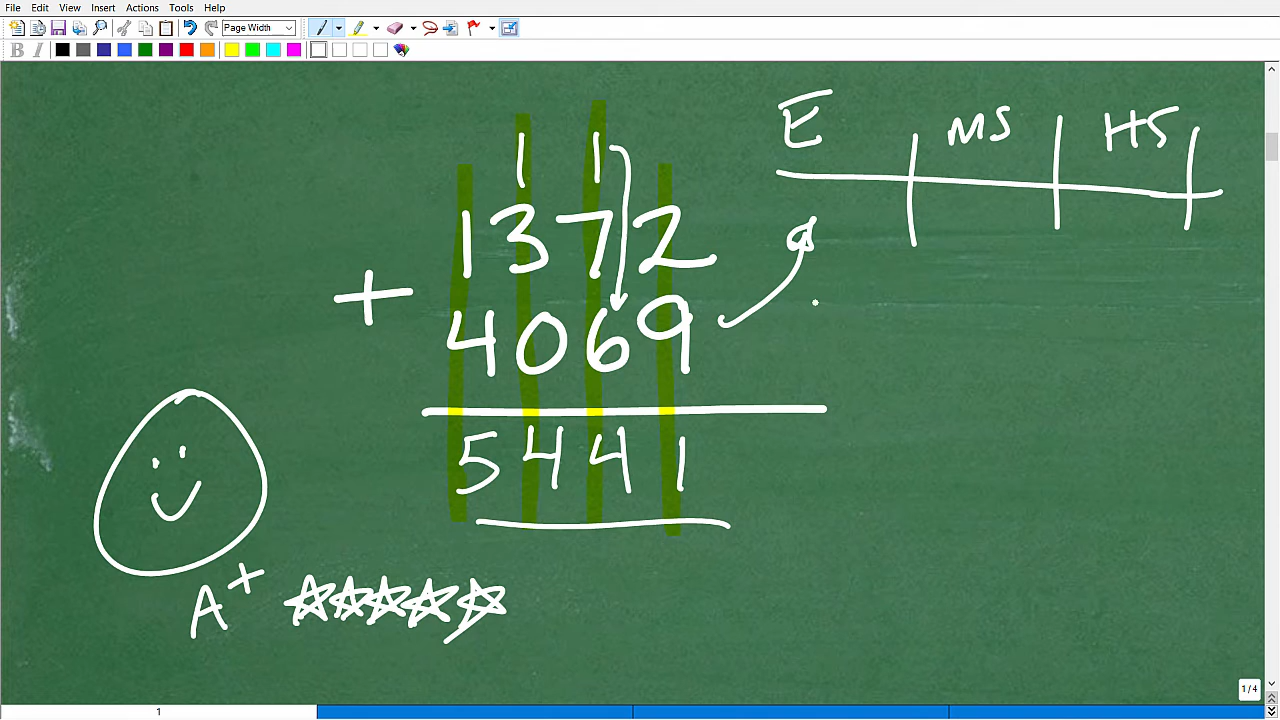 File Edit View Insert Actions Tools Help
Page Width
B I
E MS HS
1 1
1372
+ 4069
5441
A+
1/4
1